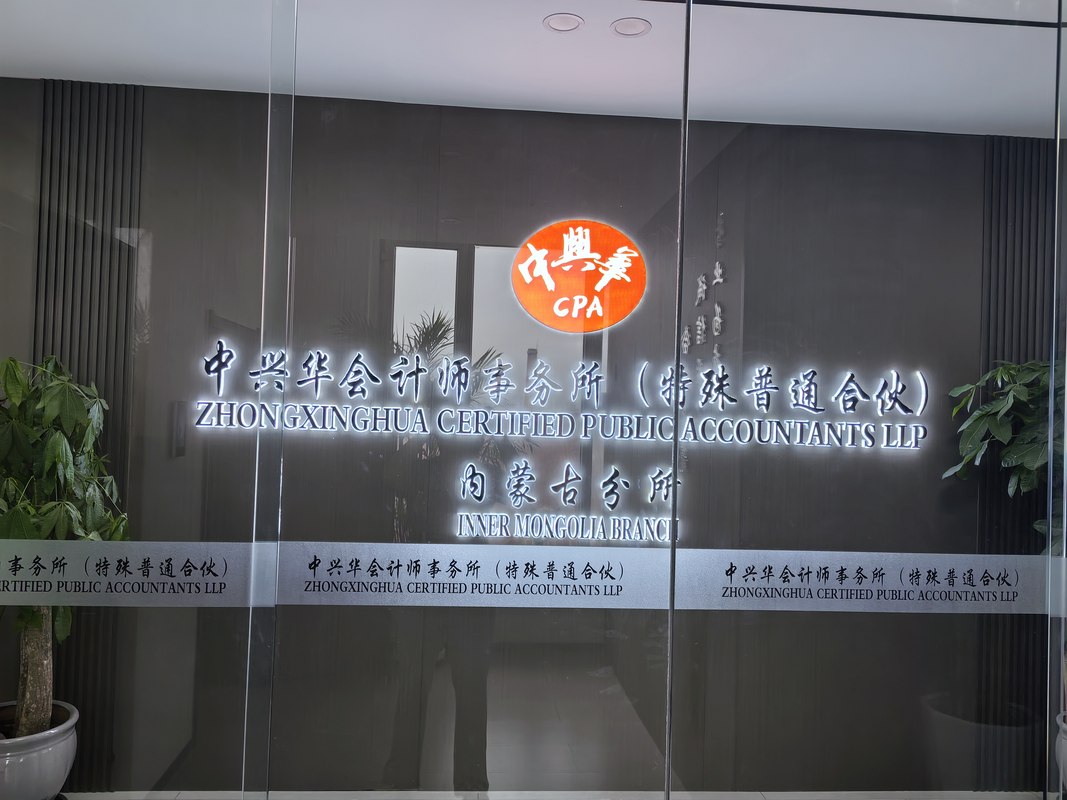 中興華
CPA
中兴华会计师事务所（特殊普通合伙）
ZHONGXINGHUA CERTIFIED PUBLIC ACCOUNTANTS LLP
内蒙古分所
INNER MONGOLIA BRANCH
事务所（特殊普通合伙）
ERTIFIED PUBLIC ACCOUNTANTS LLP
中兴华会计师事务所（特殊普通合伙）
ZHONGXINGHUA CERTIFIED PUBLIC ACCOUNTANTS LLP
中兴华会计师事务所（特殊普通合伙）
ZHONGXINGHUA CERTIFIED PUBLIC ACCOUNTANTS LLP